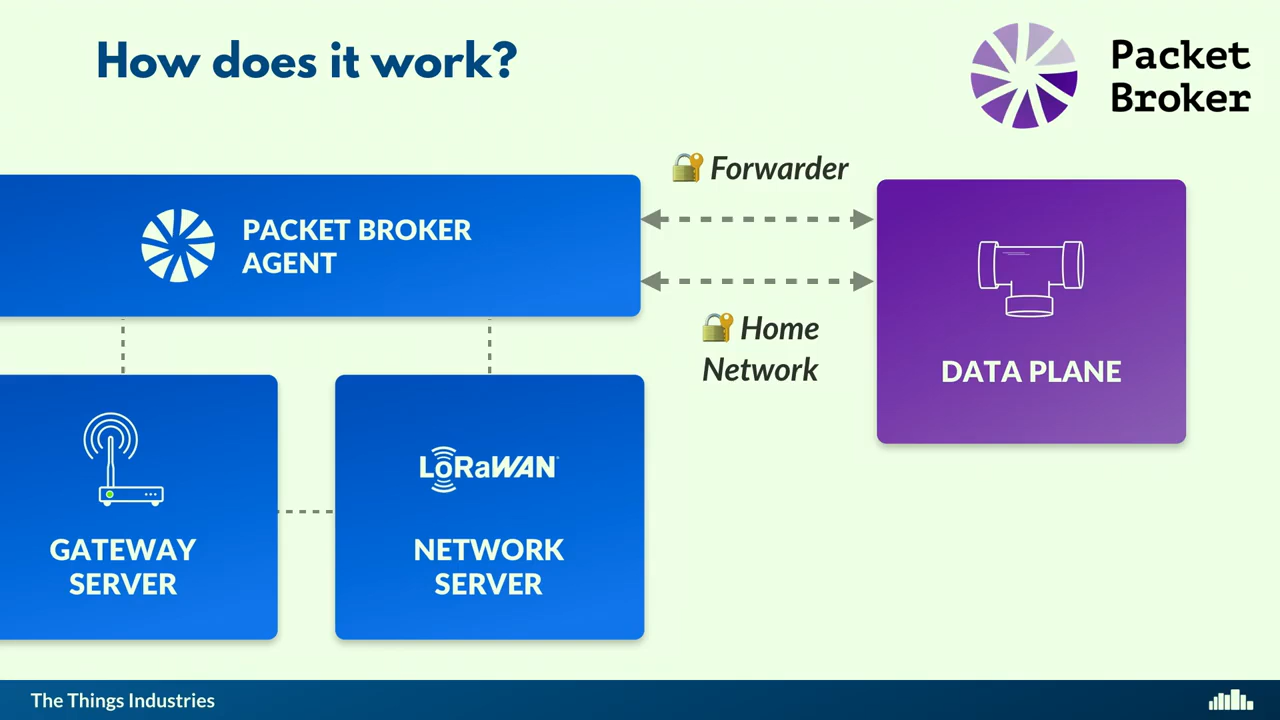 How does it work?
Packet
Broker
🔐 Forwarder
PACKET BROKER
AGENT
🔐 Home
Network
DATA PLANE
LoRaWAN
GATEWAY
SERVER
NETWORK
SERVER
The Things Industries